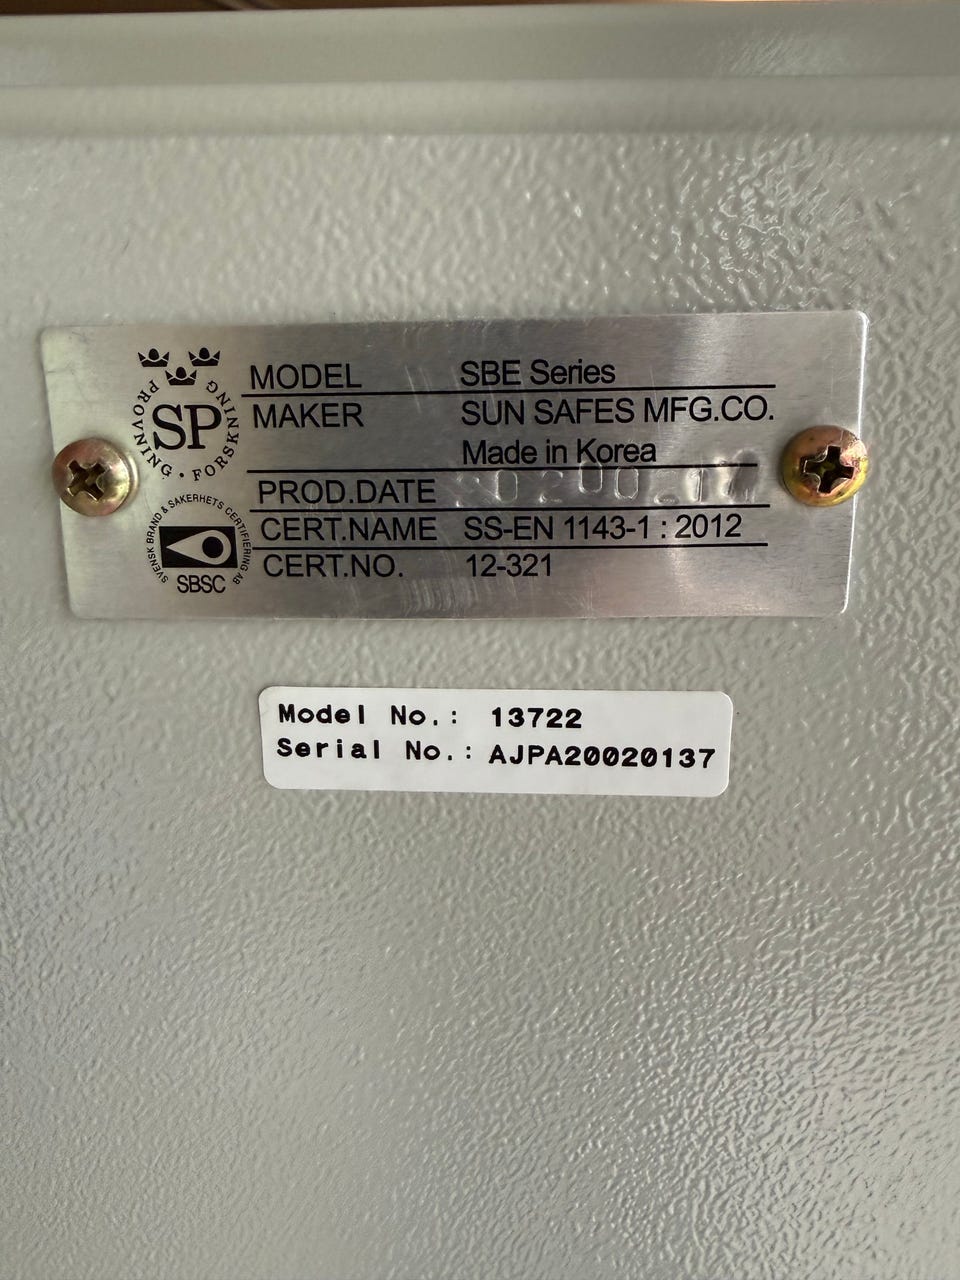 PROVNING · FORSKNING
SP
MODEL SBE Series
MAKER SUN SAFES MFG.CO.
Made in Korea
PROD.DATE
CERT.NAME SS-EN 1143-1 : 2012
CERT.NO. 12-321
SVENSK BRAND & SAKERHETS CERTIFIERING AB
SBSC
Model No.: 13722
Serial No.: AJPA20020137